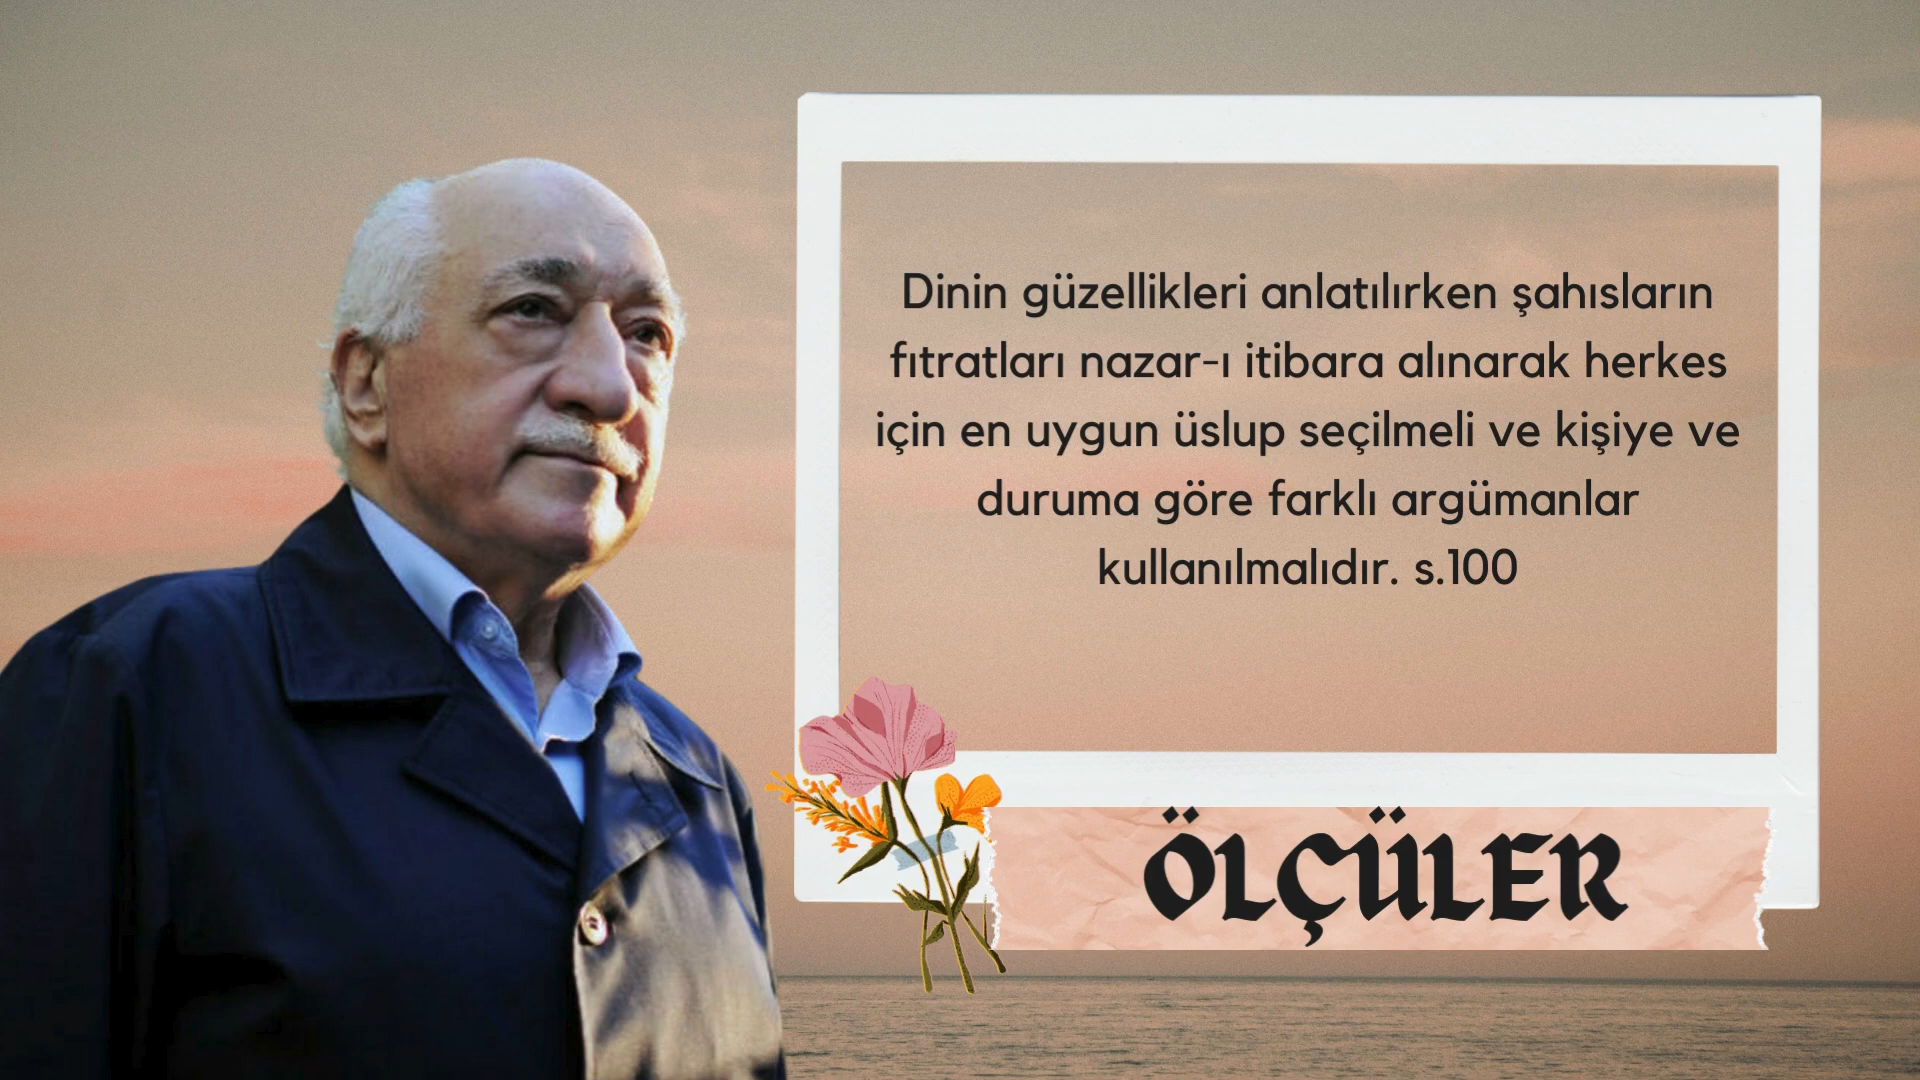 Dinin güzellikleri anlatılırken şahısların
fıtratları nazar-ı itibara alınarak herkes
için en uygun üslup seçilmeli ve kişiye ve
duruma göre farklı argümanlar
kullanılmalıdır. s.100
ÖLÇÜLER